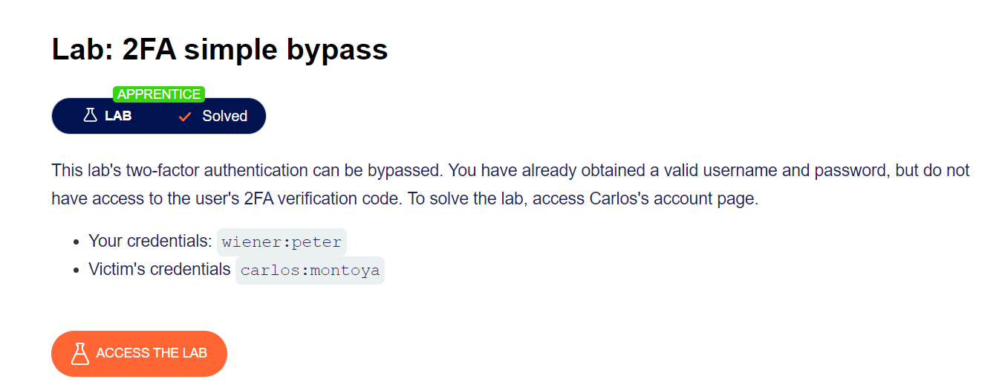 Lab: 2FA simple bypass
APPRENTICE
LAB Solved
This lab's two-factor authentication can be bypassed. You have already obtained a valid username and password, but do not
have access to the user's 2FA verification code. To solve the lab, access Carlos's account page.
Your credentials: wiener:peter
Victim's credentials carlos:montoya
ACCESS THE LAB